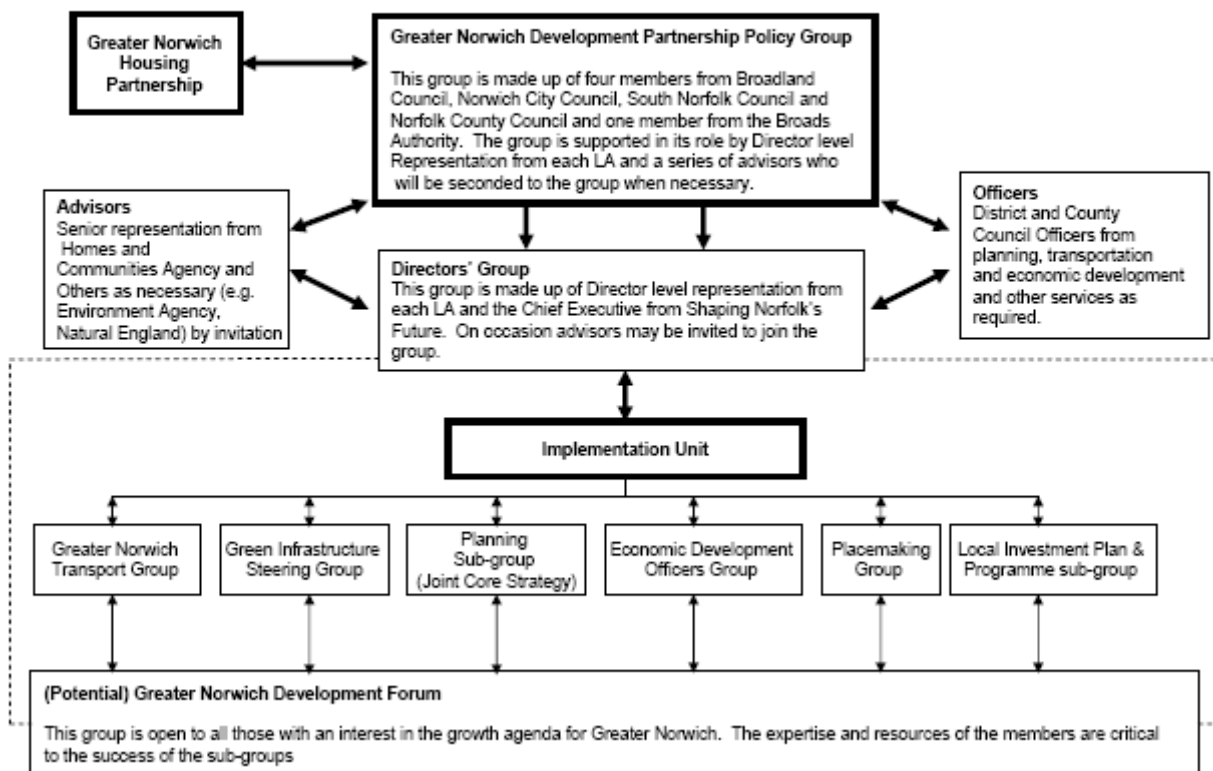 Greater Norwich
Housing
Partnership
Greater Norwich Development Partnership Policy Group
This group is made up of four members from Broadland
Council, Norwich City Council, South Norfolk Council and
Norfolk County Council and one member from the Broads
Authority. The group is supported in its role by Director level
Representation from each LA and a series of advisors who
will be seconded to the group when necessary.
Advisors
Senior representation from
Homes and
Communities Agency and
Others as necessary (e.g.
Environment Agency,
Natural England) by invitation
Directors' Group
This group is made up of Director level representation from
each LA and the Chief Executive from Shaping Norfolk's
Future. On occasion advisors may be invited to join the
group.
Officers
District and County
Council Officers from
planning, transportation
and economic development
and other services as
required.
Implementation Unit
Greater Norwich
Transport Group
Green Infrastructure
Steering Group
Planning
Sub-group
(Joint Core Strategy)
Economic Development
Officers Group
Placemaking
Group
Local Investment Plan &
Programme sub-group
(Potential) Greater Norwich Development Forum
This group is open to all those with an interest in the growth agenda for Greater Norwich. The expertise and resources of the members are critical
to the success of the sub-groups